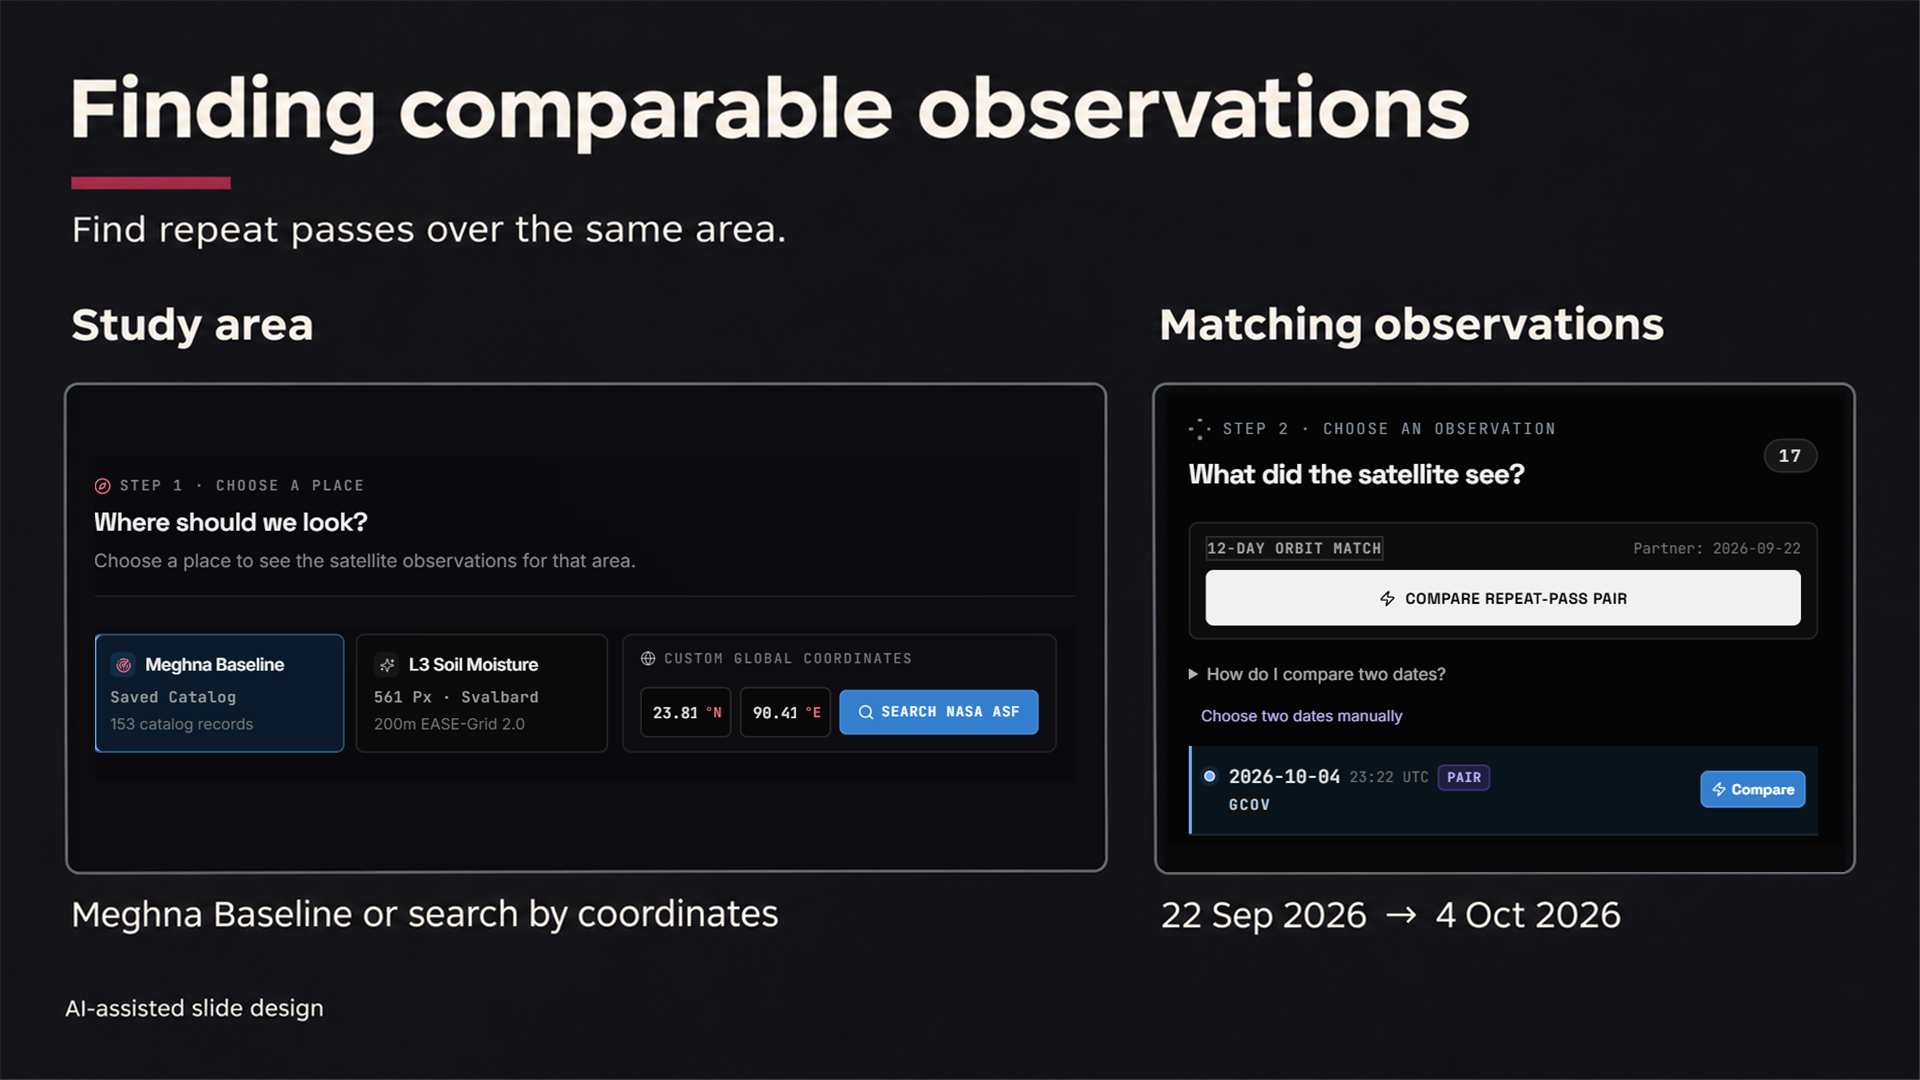 Finding comparable observations
Find repeat passes over the same area.
Study area
STEP 1 · CHOOSE A PLACE
Where should we look?
Choose a place to see the satellite observations for that area.
Meghna Baseline
Saved Catalog
153 catalog records
L3 Soil Moisture
561 Px · Svalbard
200m EASE-Grid 2.0
CUSTOM GLOBAL COORDINATES
23.81 °N 90.41 °E SEARCH NASA ASF
Meghna Baseline or search by coordinates
Matching observations
STEP 2 · CHOOSE AN OBSERVATION
What did the satellite see?
17
12-DAY ORBIT MATCH Partner: 2026-09-22
COMPARE REPEAT-PASS PAIR
How do I compare two dates?
Choose two dates manually
2026-10-04 23:22 UTC PAIR
GCOV
Compare
22 Sep 2026 → 4 Oct 2026
AI-assisted slide design